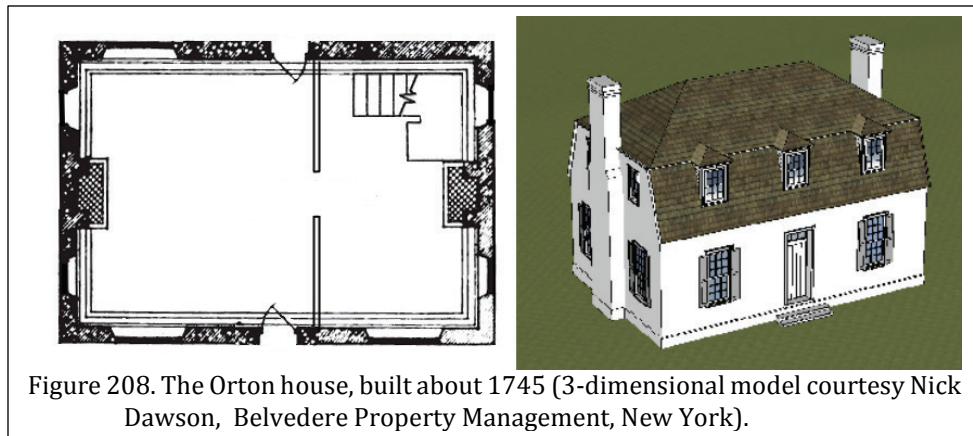 Figure 208. The Orton house, built about 1745 (3-dimensional model courtesy Nick
Dawson, Belvedere Property Management, New York).